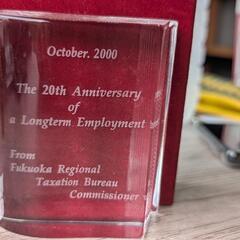 October. 2000
The 20th Anniversary
of
a Longterm Employment
From
Fukuoka Regional
Taxation Bureau
Commissioner